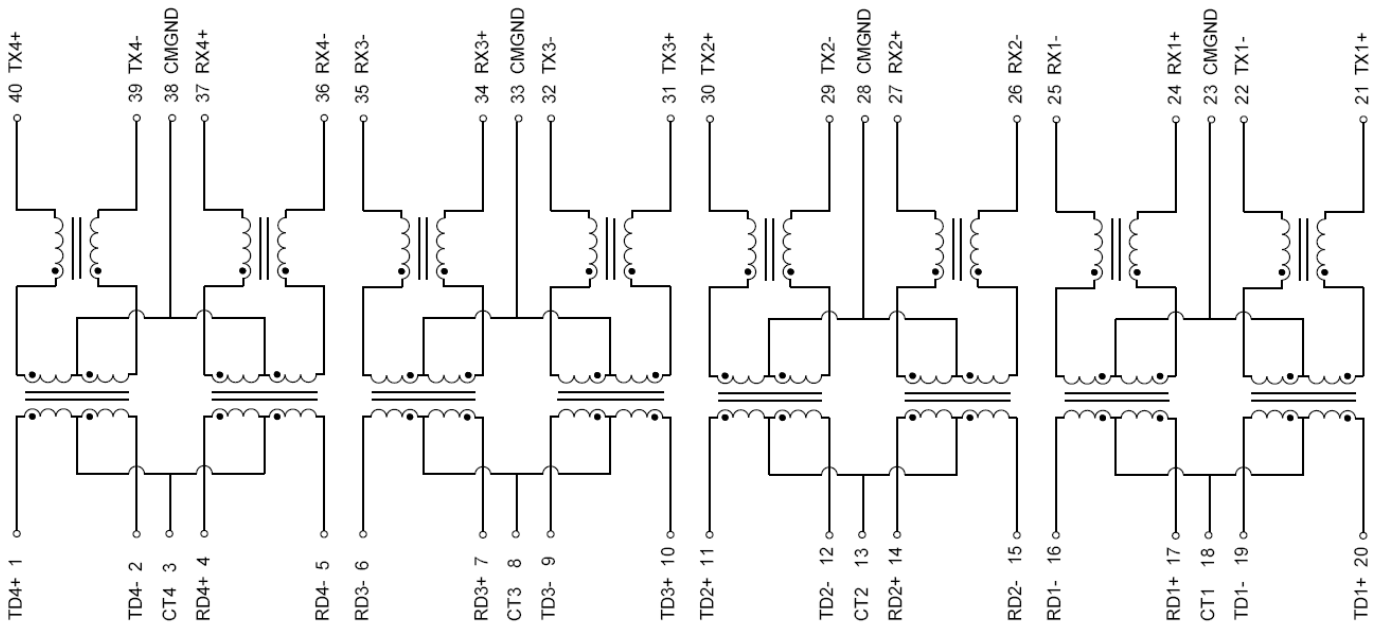 40 TX4+
39 TX4-
38 CMGND
37 RX4+
36 RX4-
35 RX3-
34 RX3+
33 CMGND
32 TX3-
31 TX3+
30 TX2+
29 TX2-
28 CMGND
27 RX2+
26 RX2-
25 RX1-
24 RX1+
23 CMGND
22 TX1-
21 TX1+
TD4+ 1
TD4- 2
CT4 3
RD4+ 4
RD4- 5
RD3- 6
RD3+ 7
CT3 8
TD3- 9
TD3+ 10
TD2+ 11
TD2- 12
CT2 13
RD2+ 14
RD2- 15
RD1- 16
RD1+ 17
CT1 18
TD1- 19
TD1+ 20